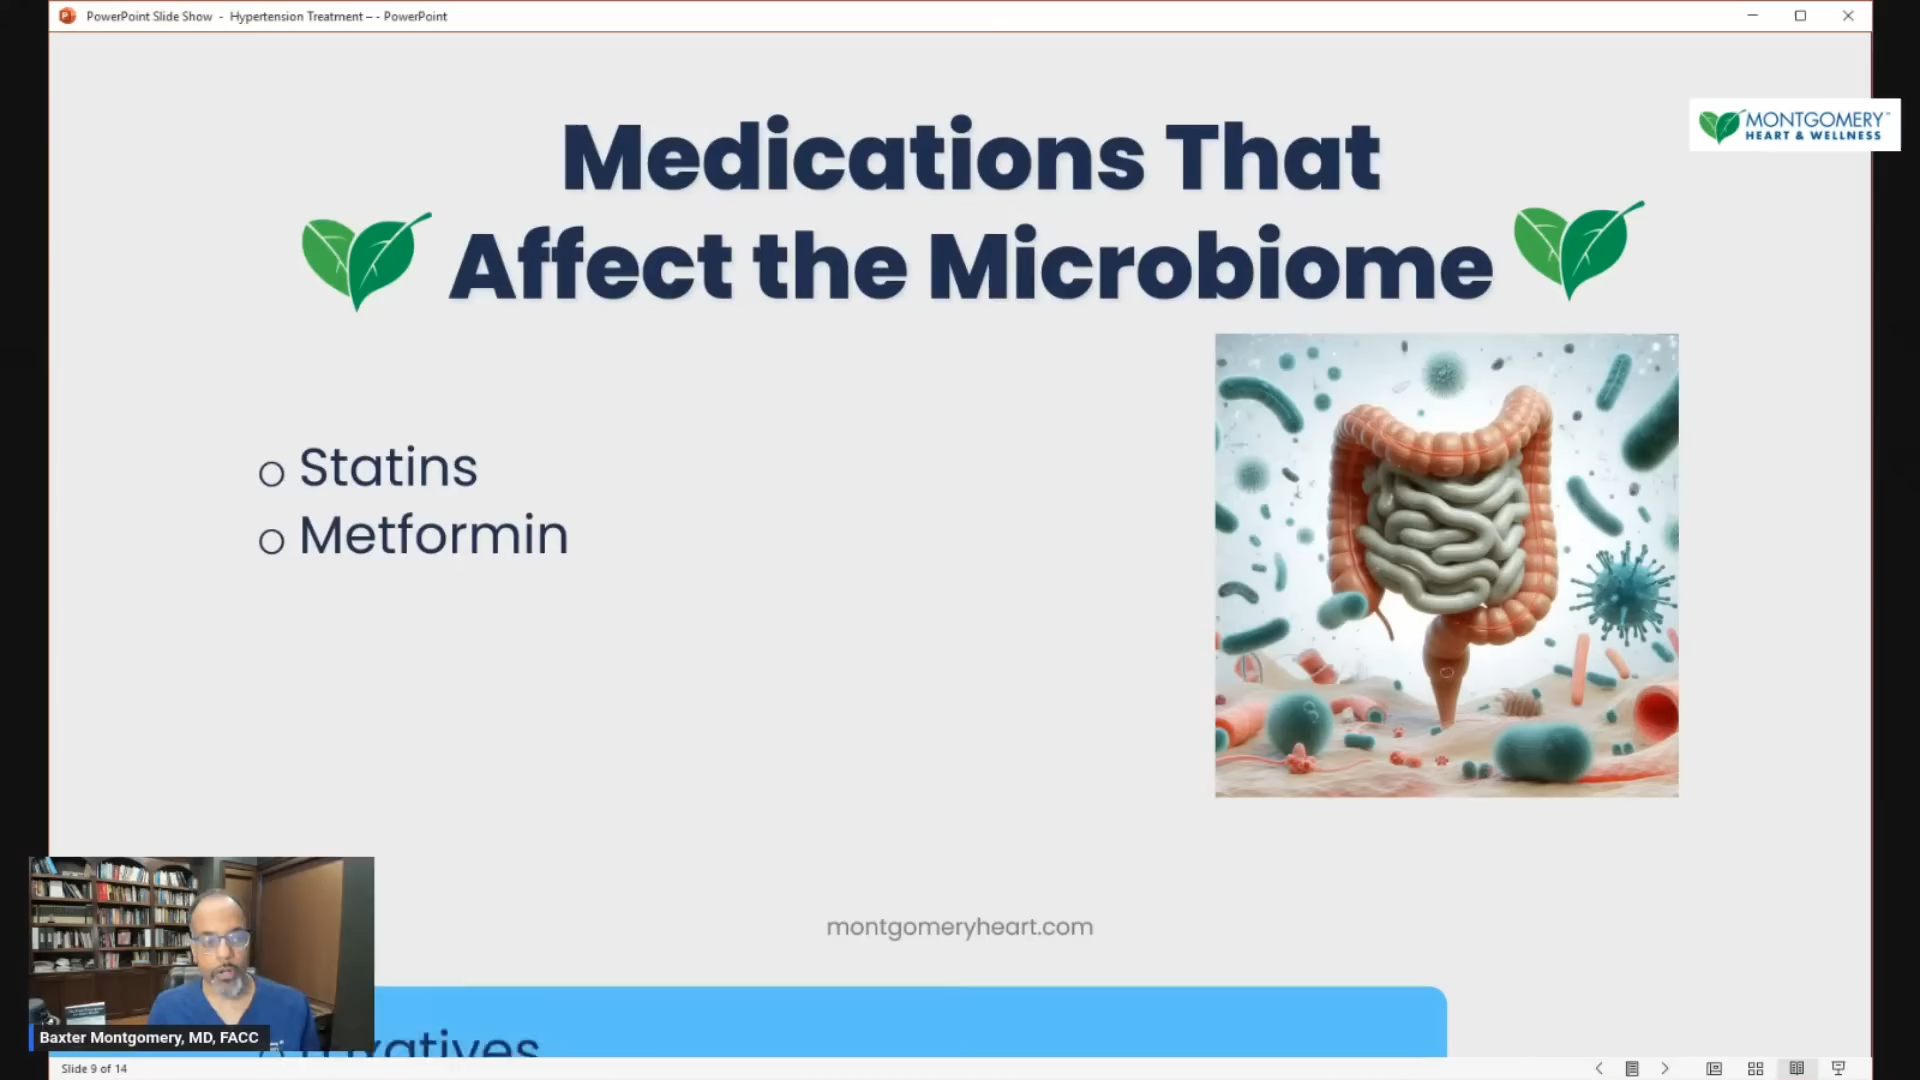 PowerPoint Slide Show - Hypertension Treatment – - PowerPoint
MONTGOMERY™
HEART & WELLNESS
Medications That
Affect the Microbiome
Statins
Metformin
montgomeryheart.com
Baxter Montgomery, MD, FACC
Slide 9 of 14